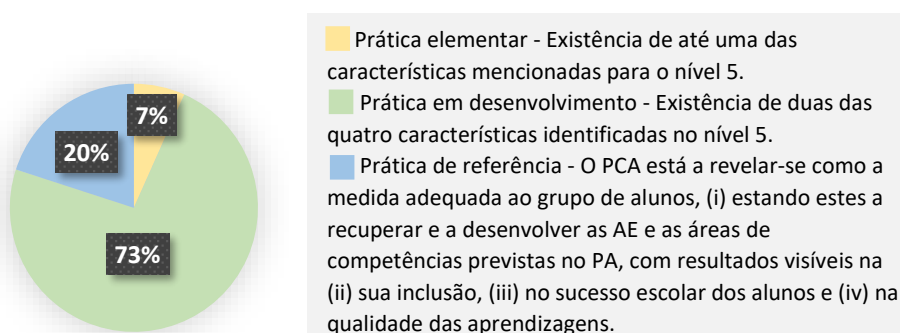 7%
20%
73%
Prática elementar - Existência de até uma das
características mencionadas para o nível 5.
Prática em desenvolvimento - Existência de duas das
quatro características identificadas no nível 5.
Prática de referência - O PCA está a revelar-se como a
medida adequada ao grupo de alunos, (i) estando estes a
recuperar e a desenvolver as AE e as áreas de
competências previstas no PA, com resultados visíveis na
(ii) sua inclusão, (iii) no sucesso escolar dos alunos e (iv) na
qualidade das aprendizagens.